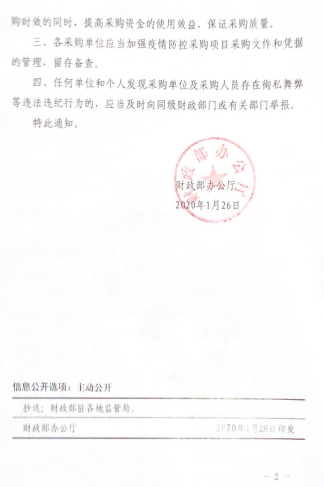 购时效的同时，提高采购资金的使用效益，保证采购质量。
三、各采购单位应当加强疫情防控采购项目采购文件和凭据
的管理，留存备查。
四、任何单位和个人发现采购单位及采购人员存在徇私舞弊
等违法违纪行为的，应当及时向同级财政部门或有关部门举报。
特此通知。
财政部办公厅
财政部办公厅
2020年1月26日
信息公开选项：主动公开
抄送：财政部驻各地监管局。
财政部办公厅 2020年1月26日印发
— 2 —